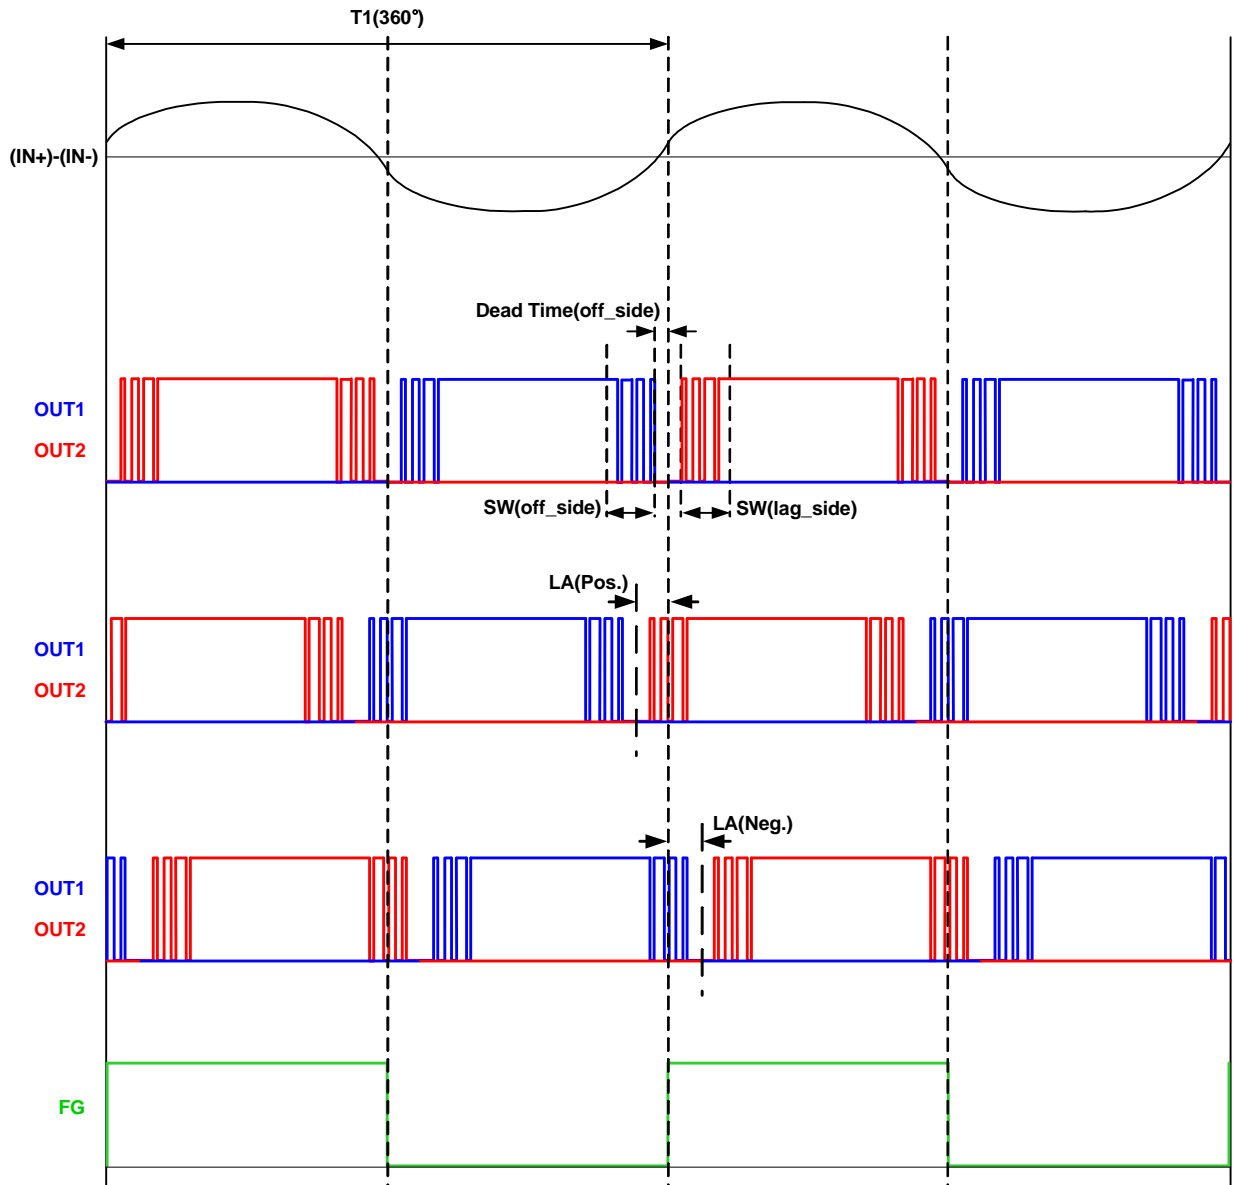 T1(360°)
(IN+)-(IN-)
Dead Time(off_side)
OUT1
OUT2
SW(off_side)
SW(lag_side)
LA(Pos.)
OUT1
OUT2
LA(Neg.)
OUT1
OUT2
FG